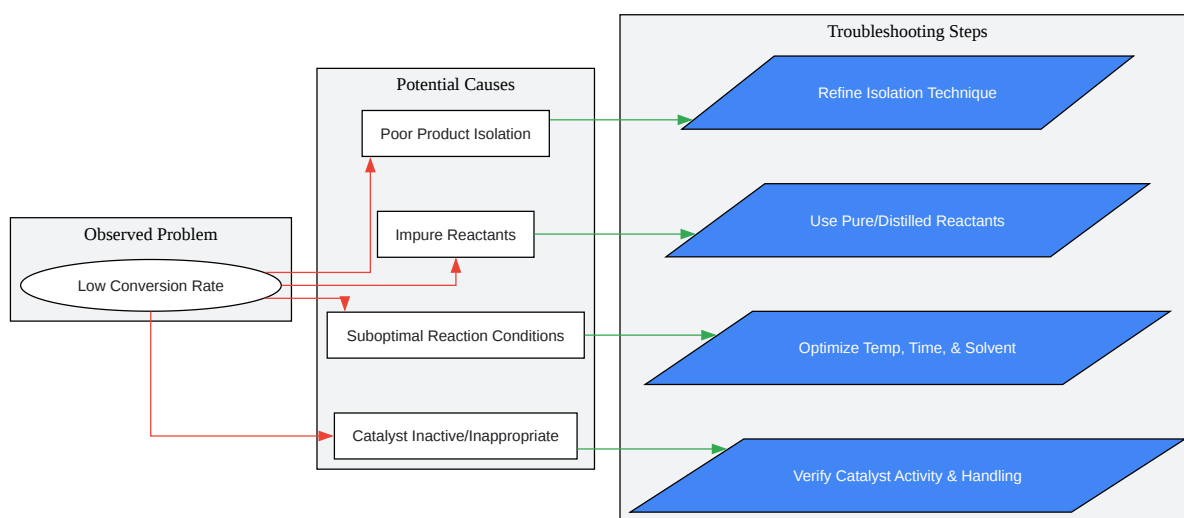 Observed Problem
Low Conversion Rate
Potential Causes
Poor Product Isolation
Impure Reactants
Suboptimal Reaction Conditions
Catalyst Inactive/Inappropriate
Troubleshooting Steps
Refine Isolation Technique
Use Pure/Distilled Reactants
Optimize Temp, Time, & Solvent
Verify Catalyst Activity & Handling